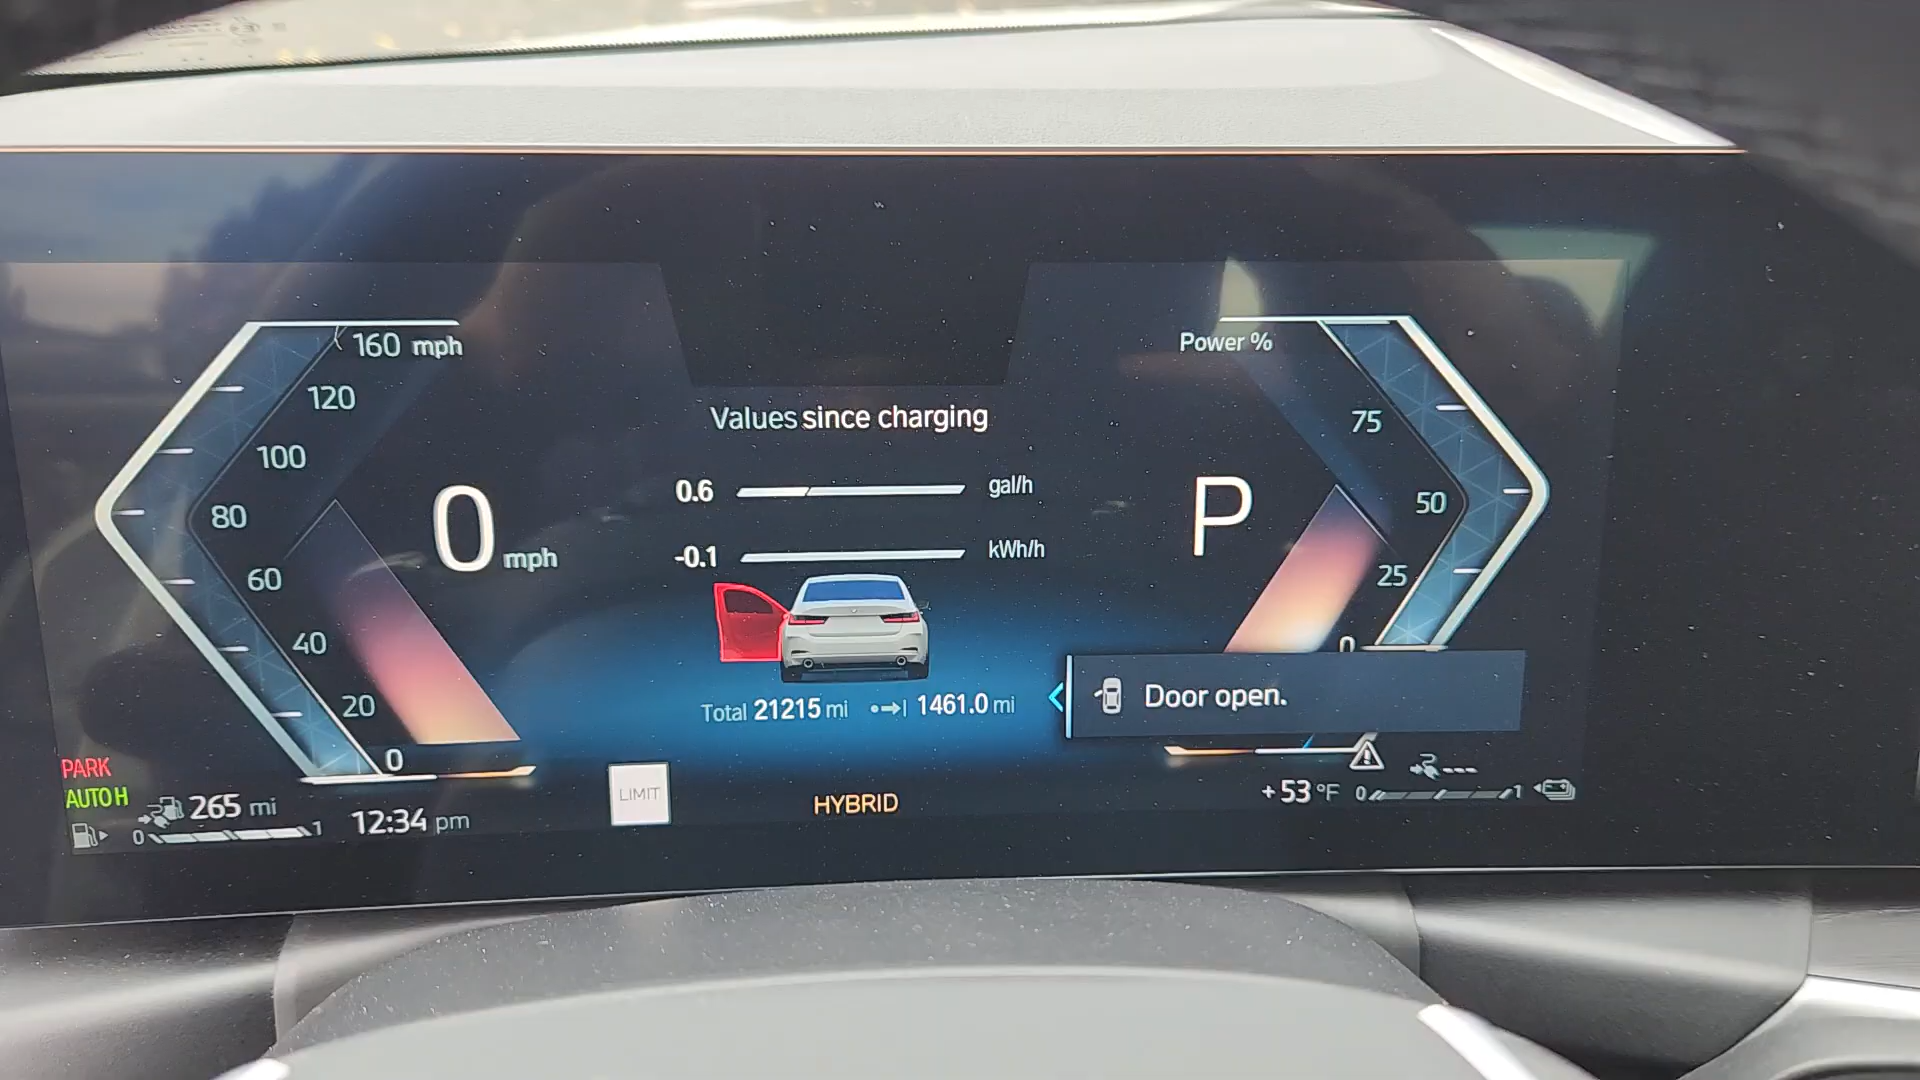 160 mph
120
100
80
60
40
20
0
0 mph
Values since charging
0.6 gal/h
-0.1 kWh/h
Total 21215 mi 1461.0 mi
Power %
75
50
25
0
P
Door open.
PARK
AUTO H
265 mi
0 1
12:34 pm
LIMIT
HYBRID
+53 °F
---
0 1